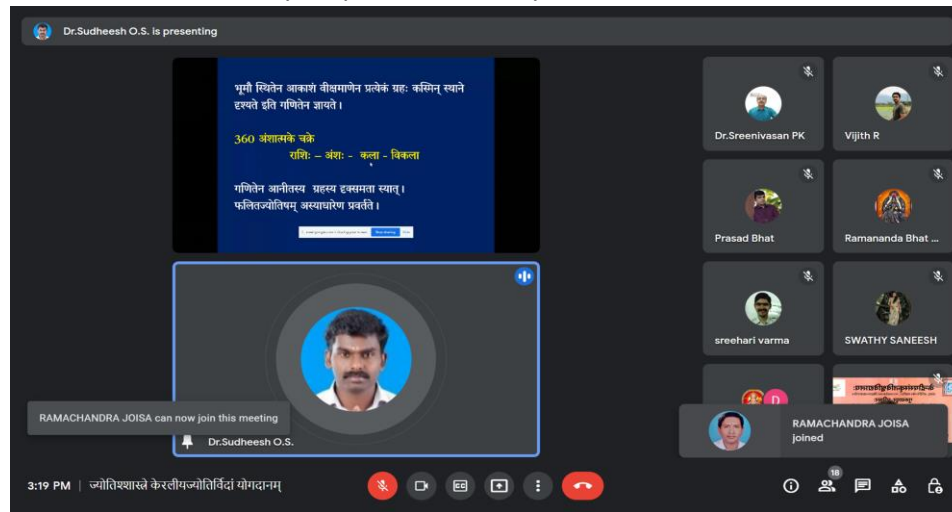 Dr.Sudheesh O.S. is presenting
भूमौ स्थितेन आकाशं वीक्षमाणेन प्रत्येकं ग्रहः कस्मिन् स्थाने
दृश्यते इति गणितेन ज्ञायते ।
360 अंशात्मके चक्रे
राशिः – अंशः - कला - विकला
गणितेन आनीतस्य ग्रहस्य दृक्समता स्यात् ।
फलितज्योतिषम् अस्याधारेण प्रवर्तते ।
Dr.Sreenivasan PK
Vijith R
Prasad Bhat
Ramananda Bhat ...
sreehari varma
SWATHY SANEESH
D
RAMACHANDRA JOISA can now join this meeting
Dr.Sudheesh O.S.
RAMACHANDRA JOISA
joined
3:19 PM | ज्योतिश्शास्त्रे केरलीयज्योतिर्विदां योगदानम्
18